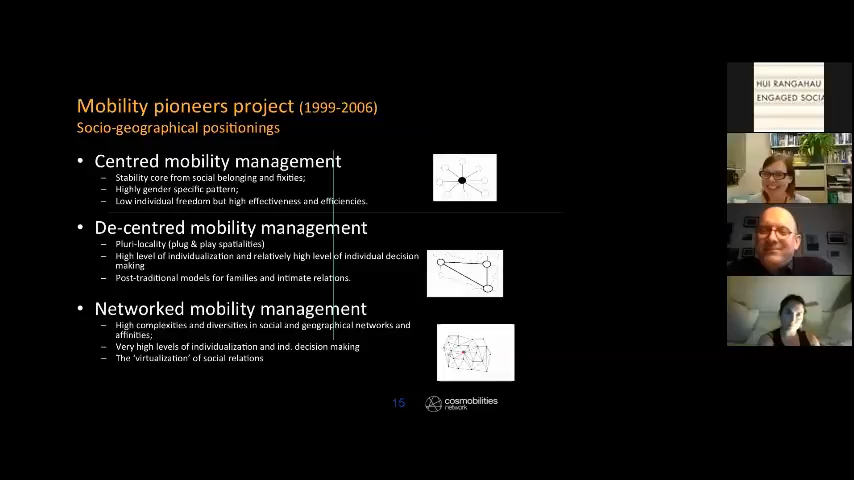 Mobility pioneers project (1999-2006)
Socio-geographical positionings
• Centred mobility management
– Stability core from social belonging and fixities;
– Highly gender specific pattern;
– Low individual freedom but high effectiveness and efficiencies.
• De-centred mobility management
– Pluri-locality (plug & play spatialities)
– High level of individualization and relatively high level of individual decision
making
– Post-traditional models for families and intimate relations.
• Networked mobility management
– High complexities and diversities in social and geographical networks and
affinities;
– Very high levels of individualization and ind. decision making
– The ‘virtualization’ of social relations
15
cosmobilities
network
HUI RANGAHAU
ENGAGED SOCIA